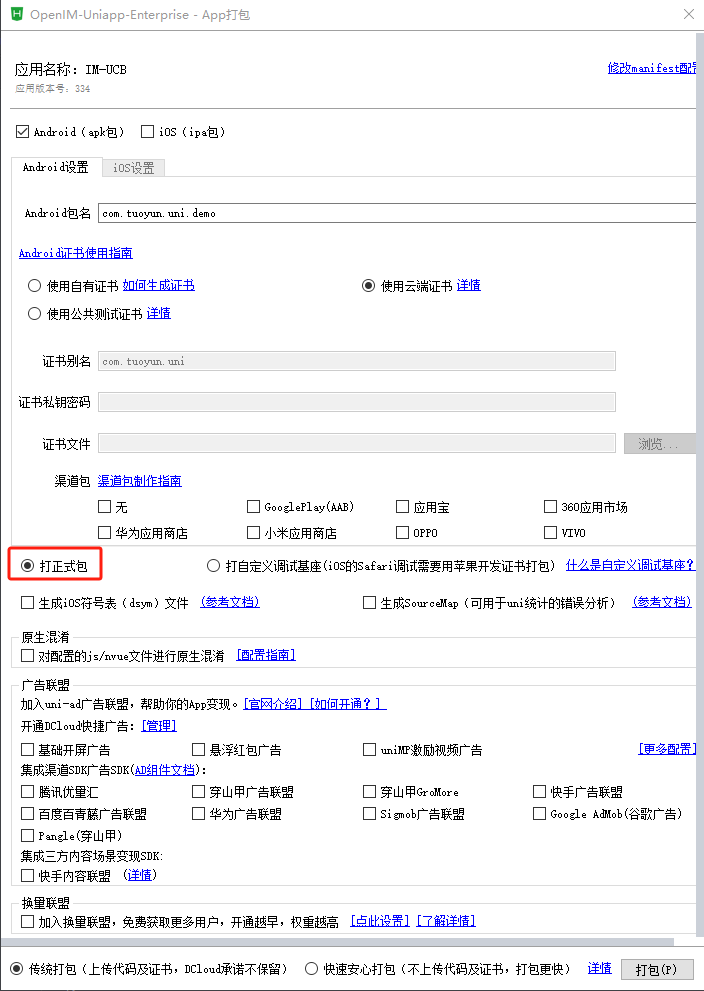 OpenIM-Uniapp-Enterprise - App打包
应用名称: IM-UCB 修改manifest配
应用版本号: 334
Android（apk包） iOS（ipa包）
Android设置 iOS设置
Android包名 com.tuoyun.uni.demo
Android证书使用指南
使用自有证书 如何生成证书 使用云端证书 详情
使用公共测试证书 详情
证书别名 com.tuoyun.uni
证书私钥密码
证书文件 浏览...
渠道包 渠道包制作指南
无 GooglePlay(AAB) 应用宝 360应用市场
华为应用商店 小米应用商店 OPPO VIVO
打正式包 打自定义调试基座(iOS的Safari调试需要用苹果开发证书打包) 什么是自定义调试基座?
生成iOS符号表（dsym）文件 (参考文档) 生成SourceMap（可用于uni统计的错误分析） (参考文档)
原生混淆
对配置的js/nvue文件进行原生混淆 [配置指南]
广告联盟
加入uni-ad广告联盟，帮助你的App变现。[官网介绍] [如何开通？]
开通DCloud快捷广告: [管理]
基础开屏广告 悬浮红包广告 uniMP激励视频广告 [更多配置]
集成渠道SDK广告SDK(AD组件文档):
腾讯优量汇 穿山甲广告联盟 穿山甲GroMore 快手广告联盟
百度百青藤广告联盟 华为广告联盟 Sigmob广告联盟 Google AdMob(谷歌广告)
Pangle(穿山甲)
集成三方内容场景变现SDK:
快手内容联盟 (详情)
换量联盟
加入换量联盟，免费获取更多用户，开通越早，权重越高 [点此设置] [了解详情]
传统打包（上传代码及证书，DCloud承诺不保留） 快速安心打包（不上传代码及证书，打包更快） 详情 打包(P)